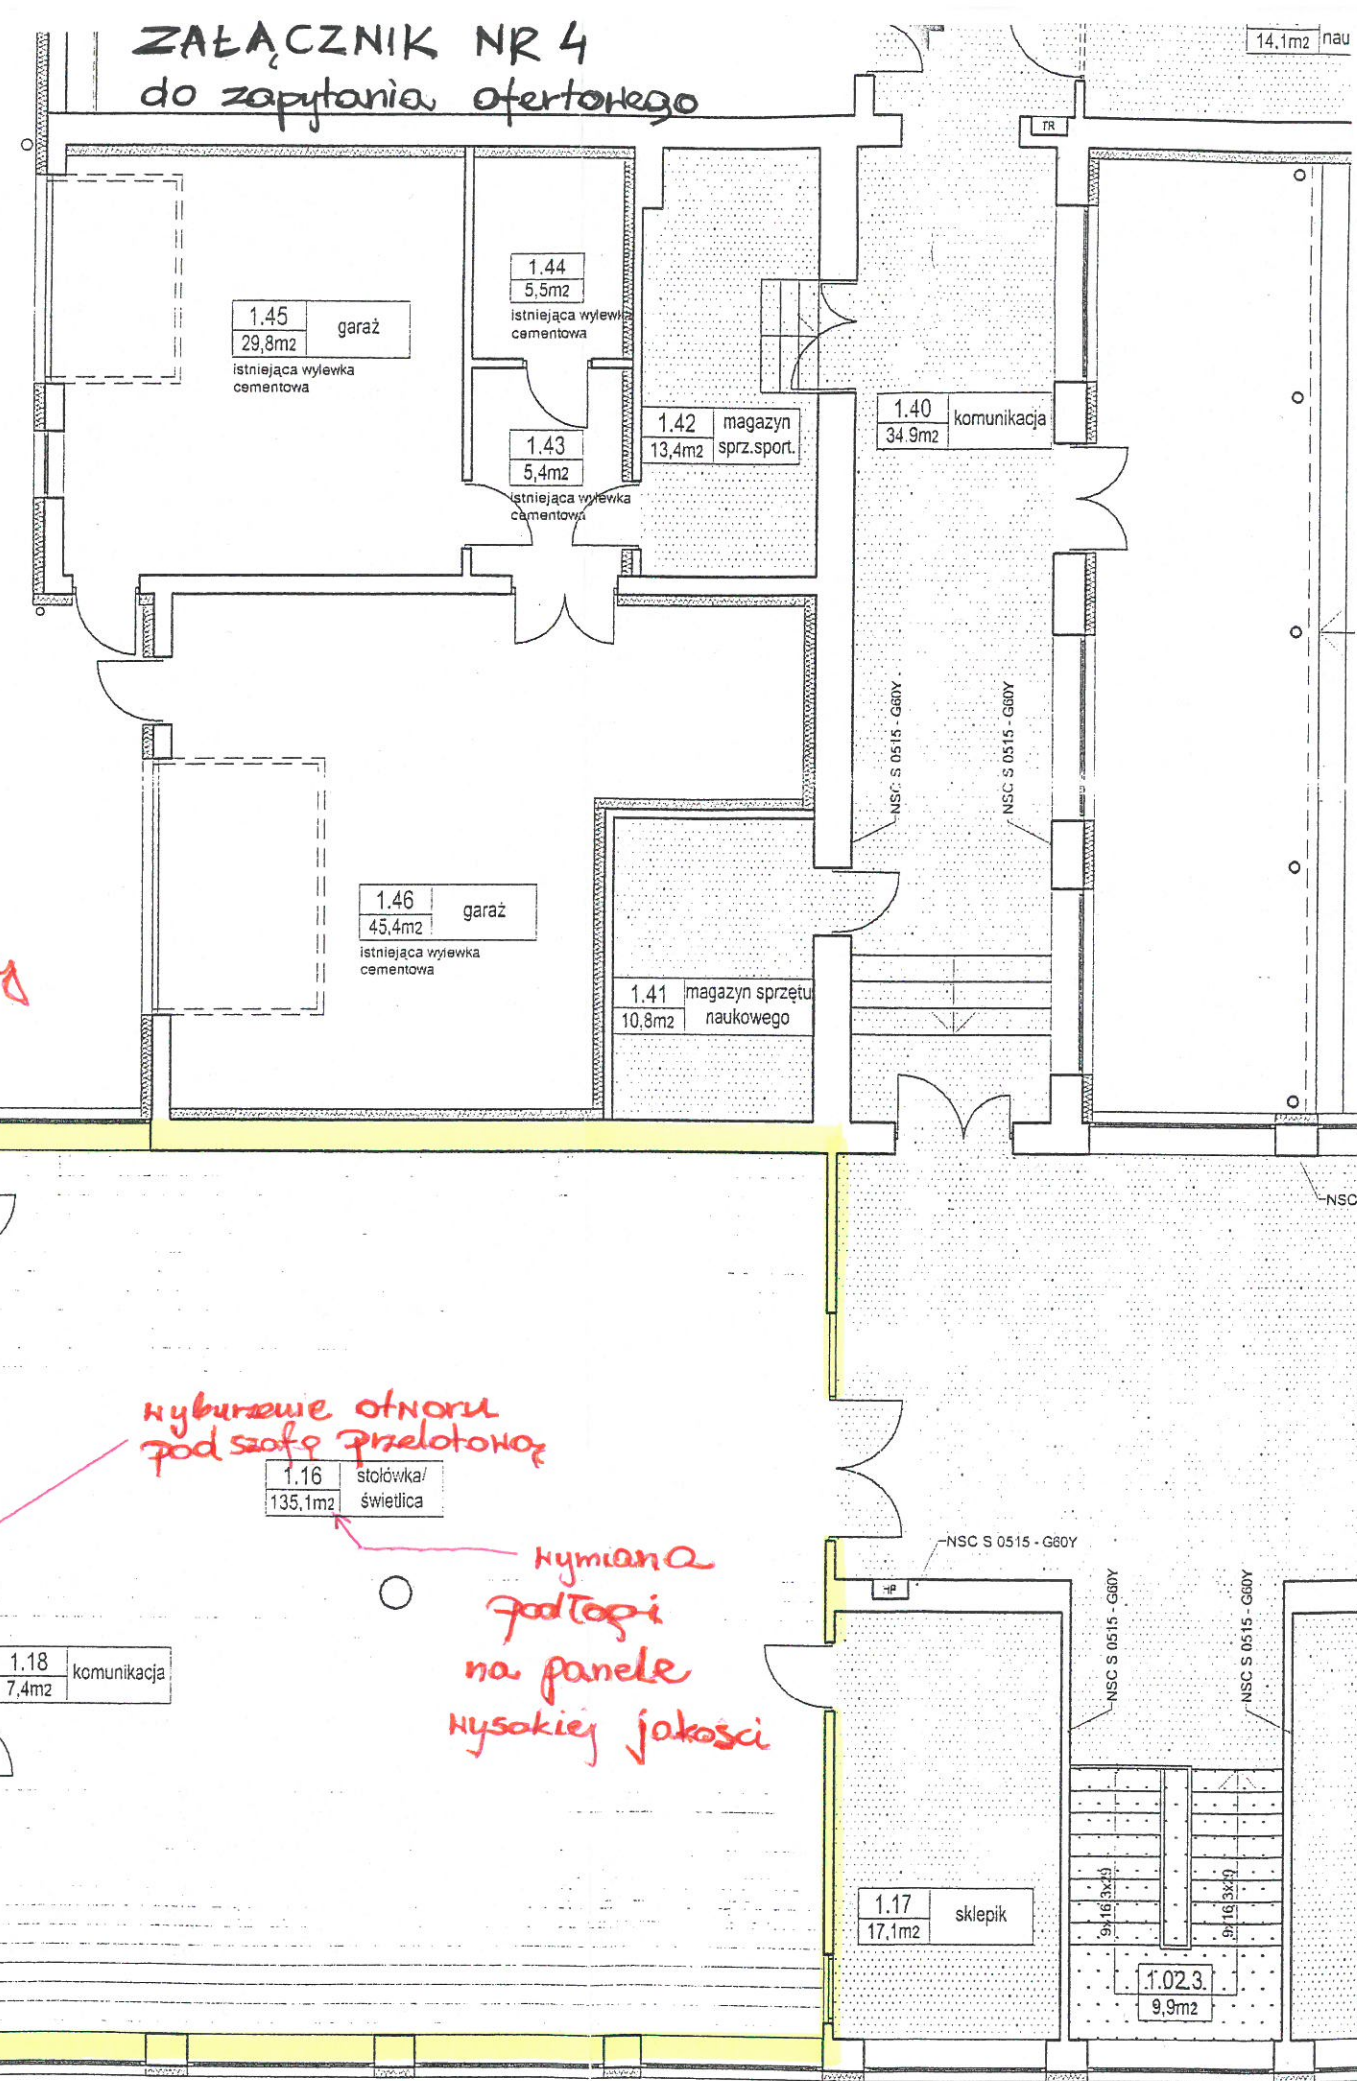 ZAŁĄCZNIK NR 4
do zapytania ofertowego
14,1m2 nau
TR
1.44
5,5m2
istniejąca wylewka
cementowa
1.45 garaż
29,8m2
istniejąca wylewka
cementowa
1.42 magazyn
13,4m2 sprz.sport.
1.40 komunikacja
34.9m2
1.43
5,4m2
istniejąca wylewka
cementowa
NSC S 0515 - G60Y
NSC S 0515 - G60Y
1.46 garaż
45,4m2
istniejąca wylewka
cementowa
1.41 magazyn sprzętu
10,8m2 naukowego
NSC
wyburzenie otworu
pod szafę przelotową
1.16 stołówka/
135,1m2 świetlica
wymiana
podłogi
na panele
wysokiej jakości
NSC S 0515 - G60Y
HP
NSC S 0515 - G60Y
NSC S 0515 - G60Y
1.18 komunikacja
7,4m2
1.17 sklepik
17,1m2
9x16,3x29
9x16,3x29
1.02.3
9,9m2